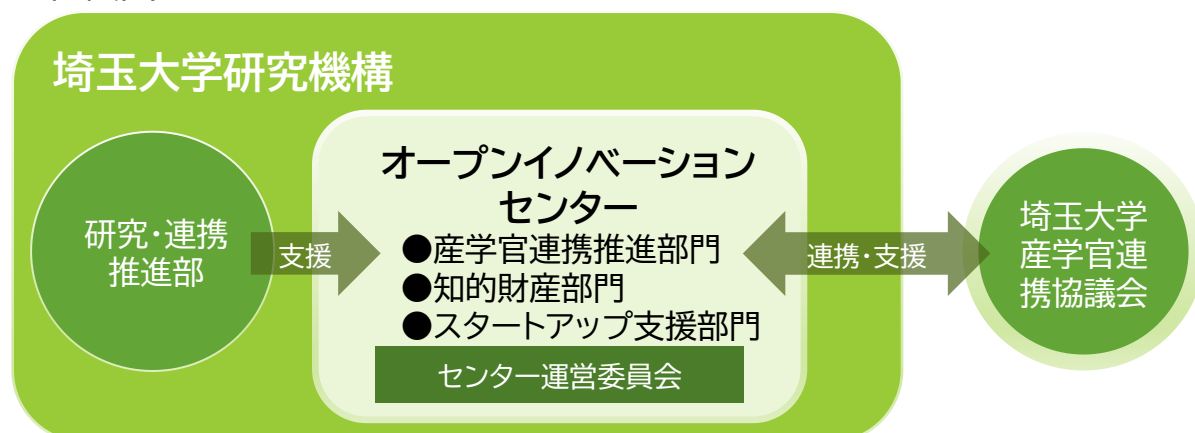 埼玉大学研究機構
研究・連携
推進部
支援
オープンイノベーション
センター
●産学官連携推進部門
●知的財産部門
●スタートアップ支援部門
センター運営委員会
連携・支援
埼玉大学
産学官連
携協議会